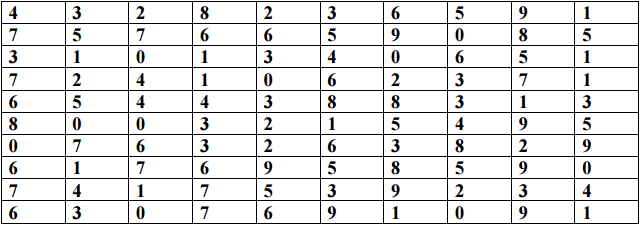 4 3 2 8 2 3 6 5 9 1
7 5 7 6 6 5 9 0 8 5
3 1 0 1 3 4 0 6 5 1
7 2 4 1 0 6 2 3 7 1
6 5 4 4 3 8 8 3 1 3
8 0 0 3 2 1 5 4 9 5
0 7 6 3 2 6 3 8 2 9
6 1 7 6 9 5 8 5 9 0
7 4 1 7 5 3 9 2 3 4
6 3 0 7 6 9 1 0 9 1